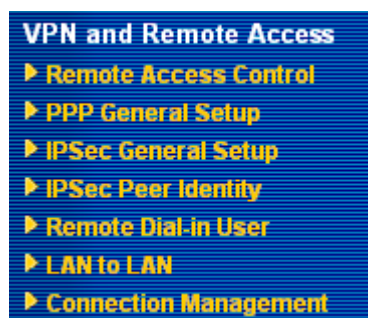 VPN and Remote Access
Remote Access Control
PPP General Setup
IPSec General Setup
IPSec Peer Identity
Remote Dial-in User
LAN to LAN
Connection Management